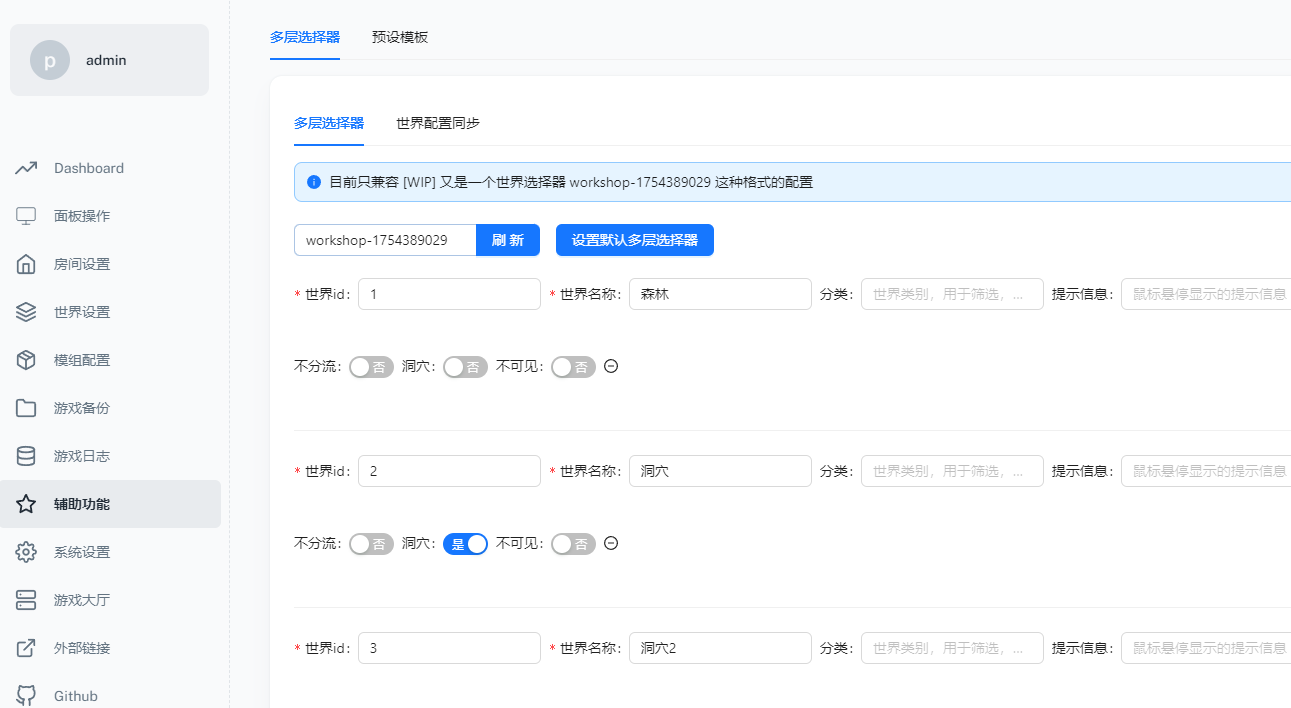 p admin
Dashboard
面板操作
房间设置
世界设置
模组配置
游戏备份
游戏日志
辅助功能
系统设置
游戏大厅
外部链接
Github
多层选择器 预设模板
多层选择器 世界配置同步
目前只兼容 [WIP] 又是一个世界选择器 workshop-1754389029 这种格式的配置
workshop-1754389029 刷 新 设置默认多层选择器
* 世界id: 1 * 世界名称: 森林 分类: 世界类别，用于筛选，... 提示信息: 鼠标悬停显示的提示信息
不分流: 否 洞穴: 否 不可见: 否
* 世界id: 2 * 世界名称: 洞穴 分类: 世界类别，用于筛选，... 提示信息: 鼠标悬停显示的提示信息
不分流: 否 洞穴: 是 不可见: 否
* 世界id: 3 * 世界名称: 洞穴2 分类: 世界类别，用于筛选，... 提示信息: 鼠标悬停显示的提示信息